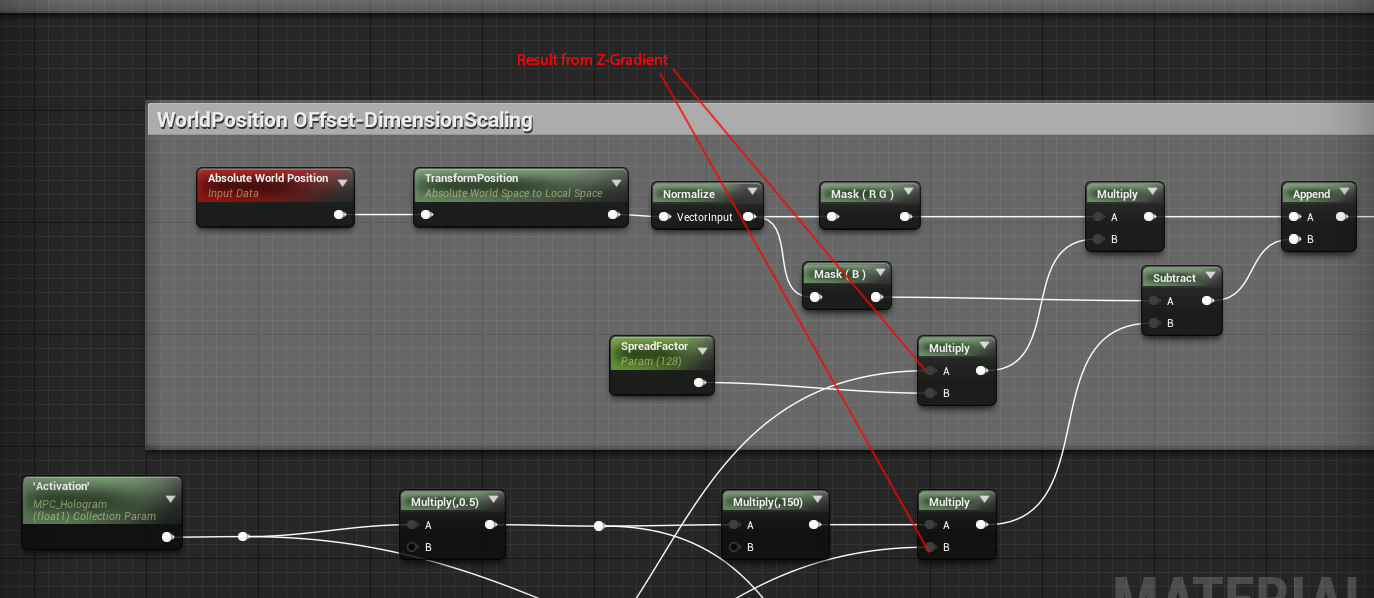 Result from Z-Gradient
WorldPosition OFfset-DimensionScaling
Absolute World Position
Input Data
TransformPosition
Absolute World Space to Local Space
Normalize
VectorInput
Mask ( R G )
Multiply
A
B
Append
A
B
Mask ( B )
Subtract
A
B
SpreadFactor
Param (128)
Multiply
A
B
'Activation'
MPC_Hologram
(float1) Collection Param
Multiply(,0.5)
A
B
Multiply(,150)
A
B
Multiply
A
B
MATERIAL